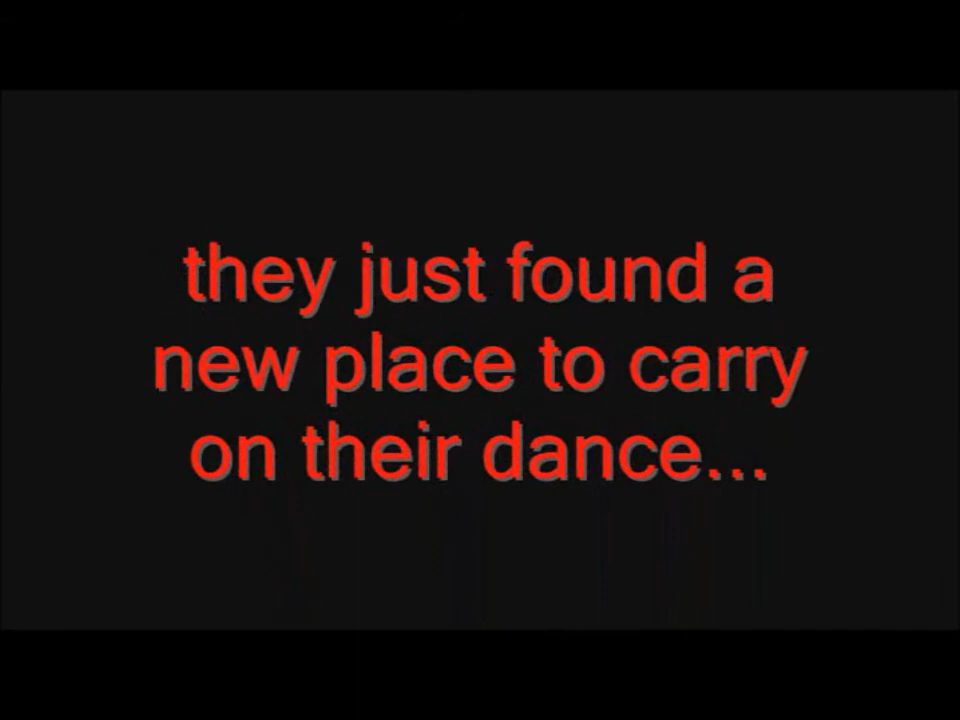 they just found a
new place to carry
on their dance...